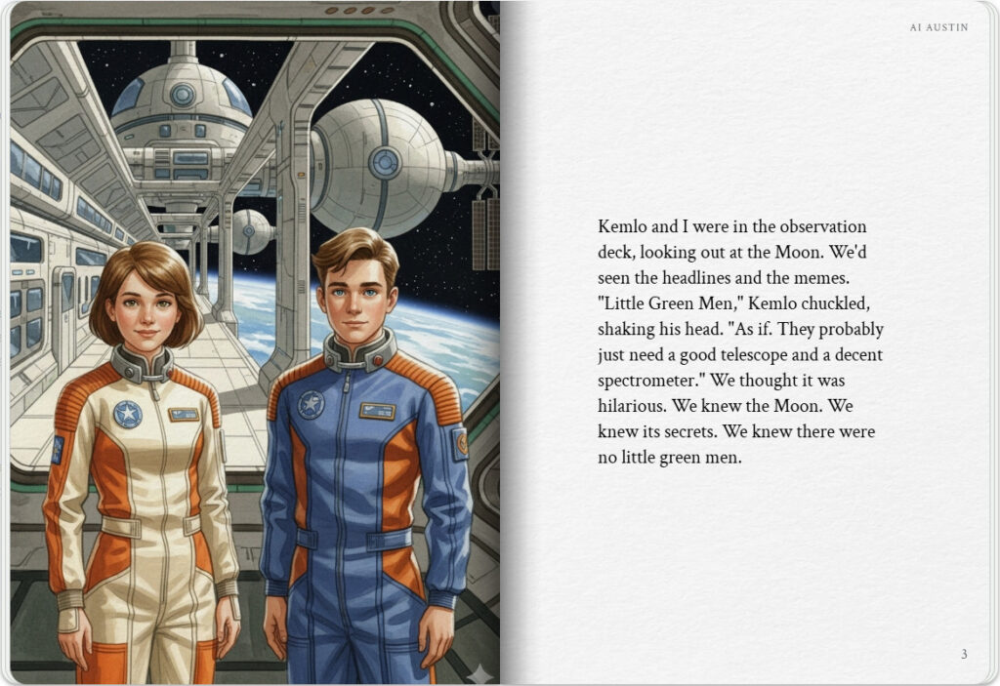 AI AUSTIN
Kemlo and I were in the observation
deck, looking out at the Moon. We'd
seen the headlines and the memes.
"Little Green Men," Kemlo chuckled,
shaking his head. "As if. They probably
just need a good telescope and a decent
spectrometer." We thought it was
hilarious. We knew the Moon. We
knew its secrets. We knew there were
no little green men.
3